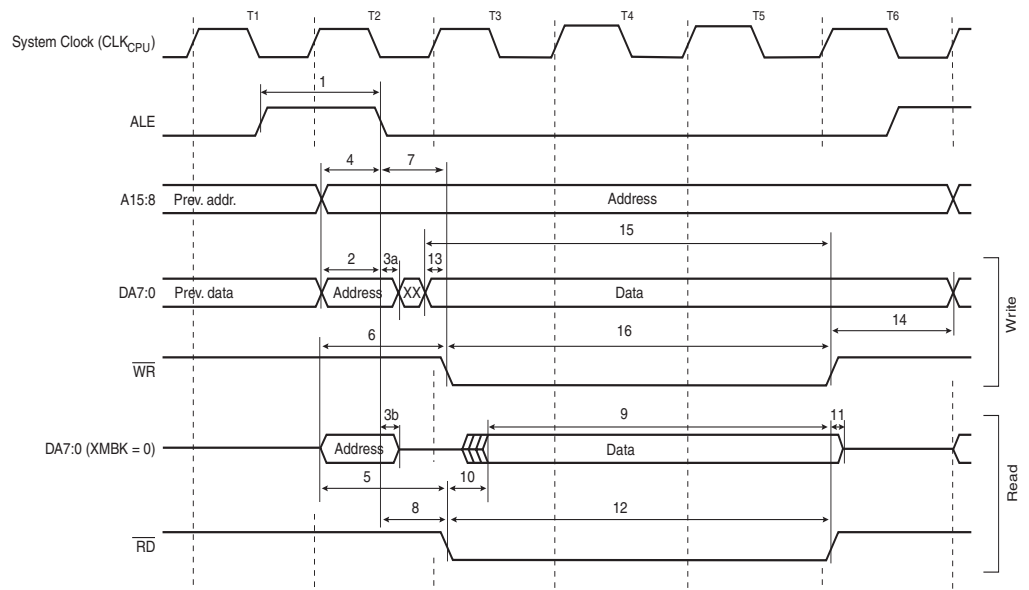 T1 T2 T3 T4 T5 T6
System Clock (CLKCPU)
1
ALE
4 7
A15:8 Prev. addr. Address
15
2 3a 13
DA7:0 Prev. data Address XX Data
14
6 16
WR
Write
3b 9 11
DA7:0 (XMBK = 0) Address Data
5 10
8 12
RD
Read